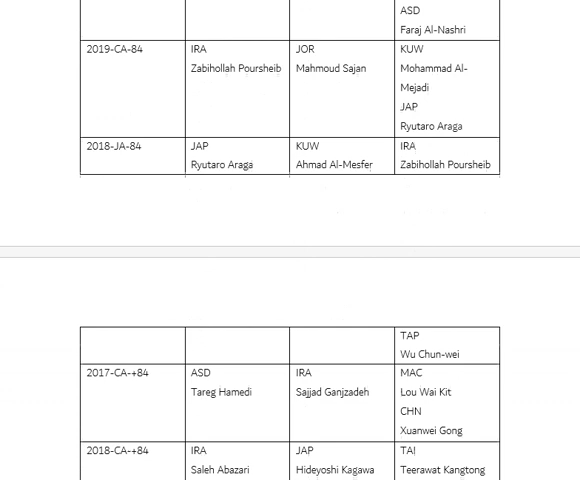 ASD
Faraj Al-Nashri
2019-CA-84
IRA
Zabihollah Poursheib
JOR
Mahmoud Sajan
KUW
Mohammad Al-
Mejadi
JAP
Ryutaro Araga
2018-JA-84
JAP
Ryutaro Araga
KUW
Ahmad Al-Mesfer
IRA
Zabihollah Poursheib
TAP
Wu Chun-wei
2017-CA-+84
ASD
Tareg Hamedi
IRA
Sajjad Ganjzadeh
MAC
Lou Wai Kit
CHN
Xuanwei Gong
2018-CA-+84
IRA
Saleh Abazari
JAP
Hideyoshi Kagawa
TAI
Teerawat Kangtong